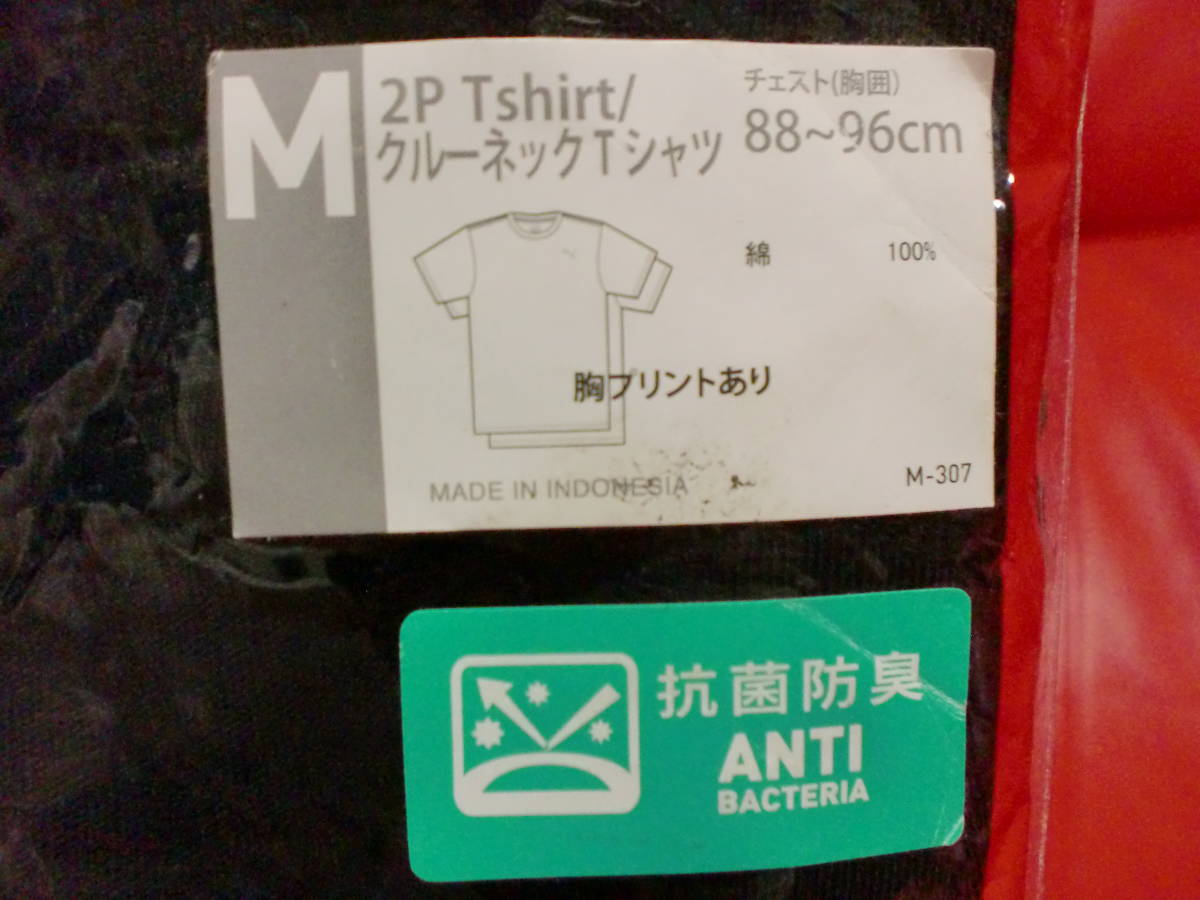 M
2P Tshirt/
クルーネックTシャツ
チェスト(胸囲)
88~96cm
綿 100%
胸プリントあり
MADE IN INDONESIA
M-307
抗菌防臭
ANTI
BACTERIA